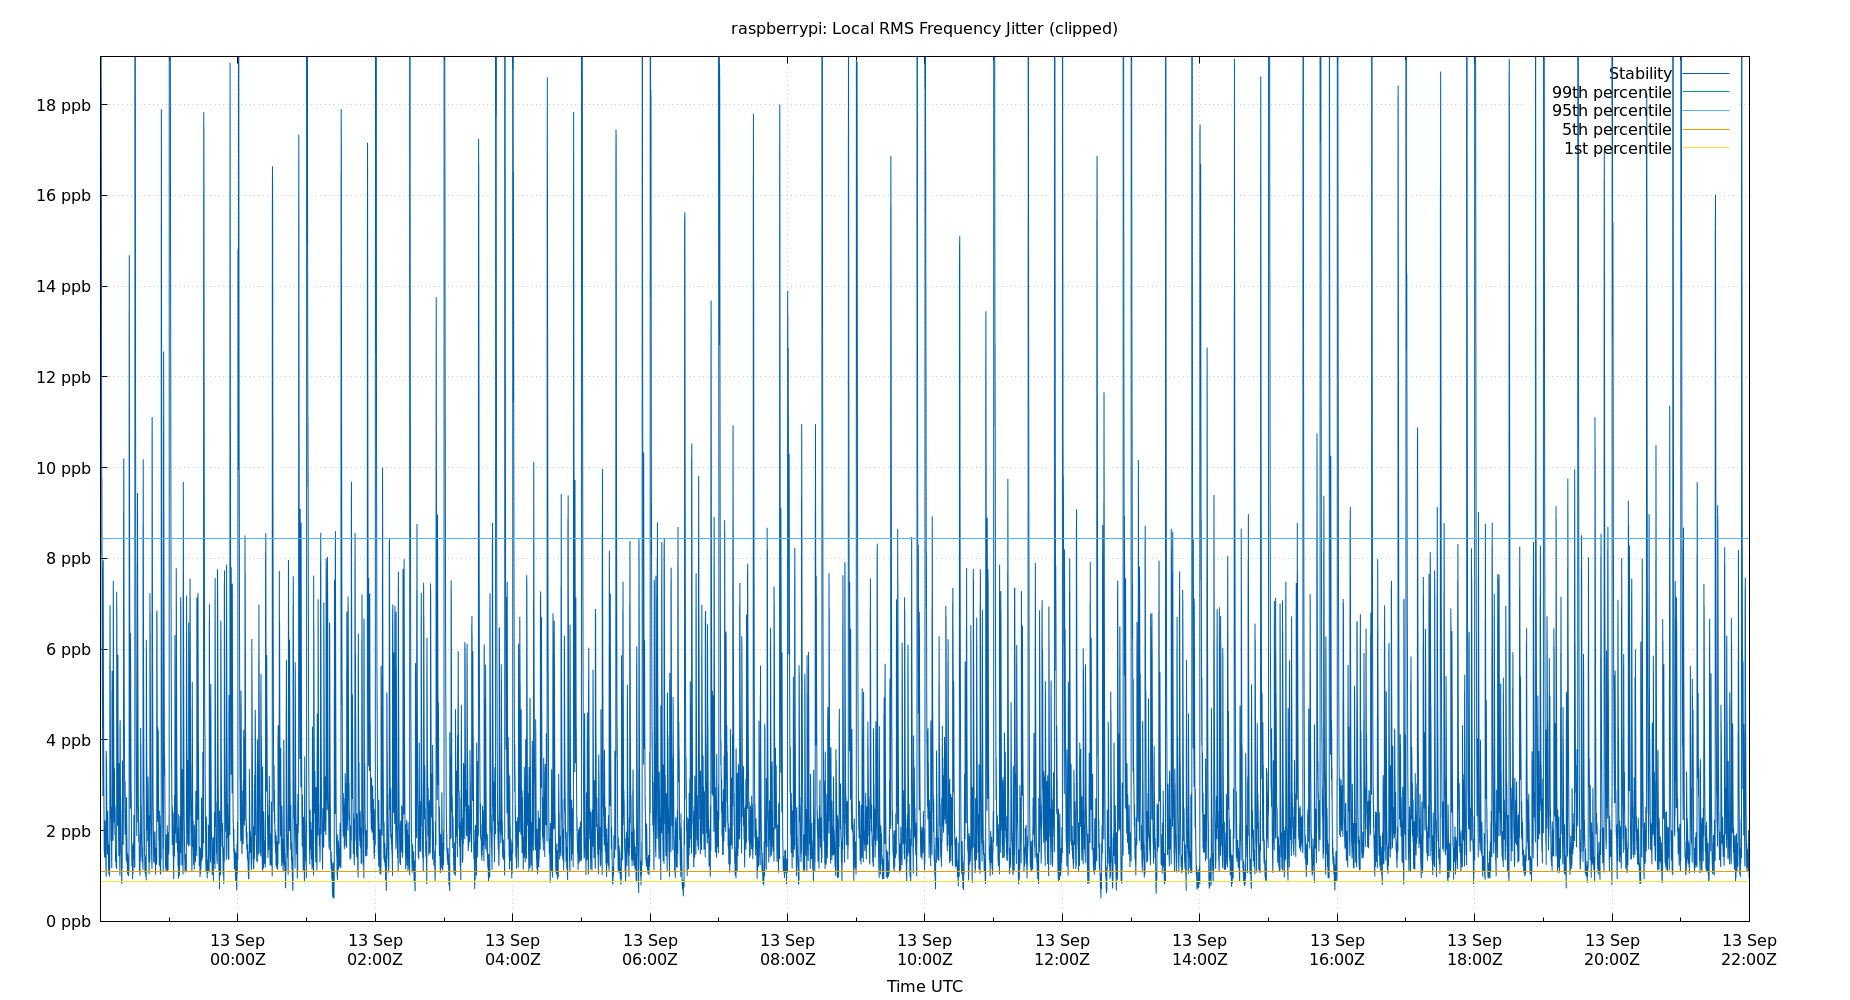 raspberrypi: Local RMS Frequency Jitter (clipped)
Stability
99th percentile
95th percentile
5th percentile
1st percentile
18 ppb
16 ppb
14 ppb
12 ppb
10 ppb
8 ppb
6 ppb
4 ppb
2 ppb
0 ppb
13 Sep 13 Sep 13 Sep 13 Sep 13 Sep 13 Sep 13 Sep 13 Sep 13 Sep 13 Sep 13 Sep 13 Sep
00:00Z 02:00Z 04:00Z 06:00Z 08:00Z 10:00Z 12:00Z 14:00Z 16:00Z 18:00Z 20:00Z 22:00Z
Time UTC